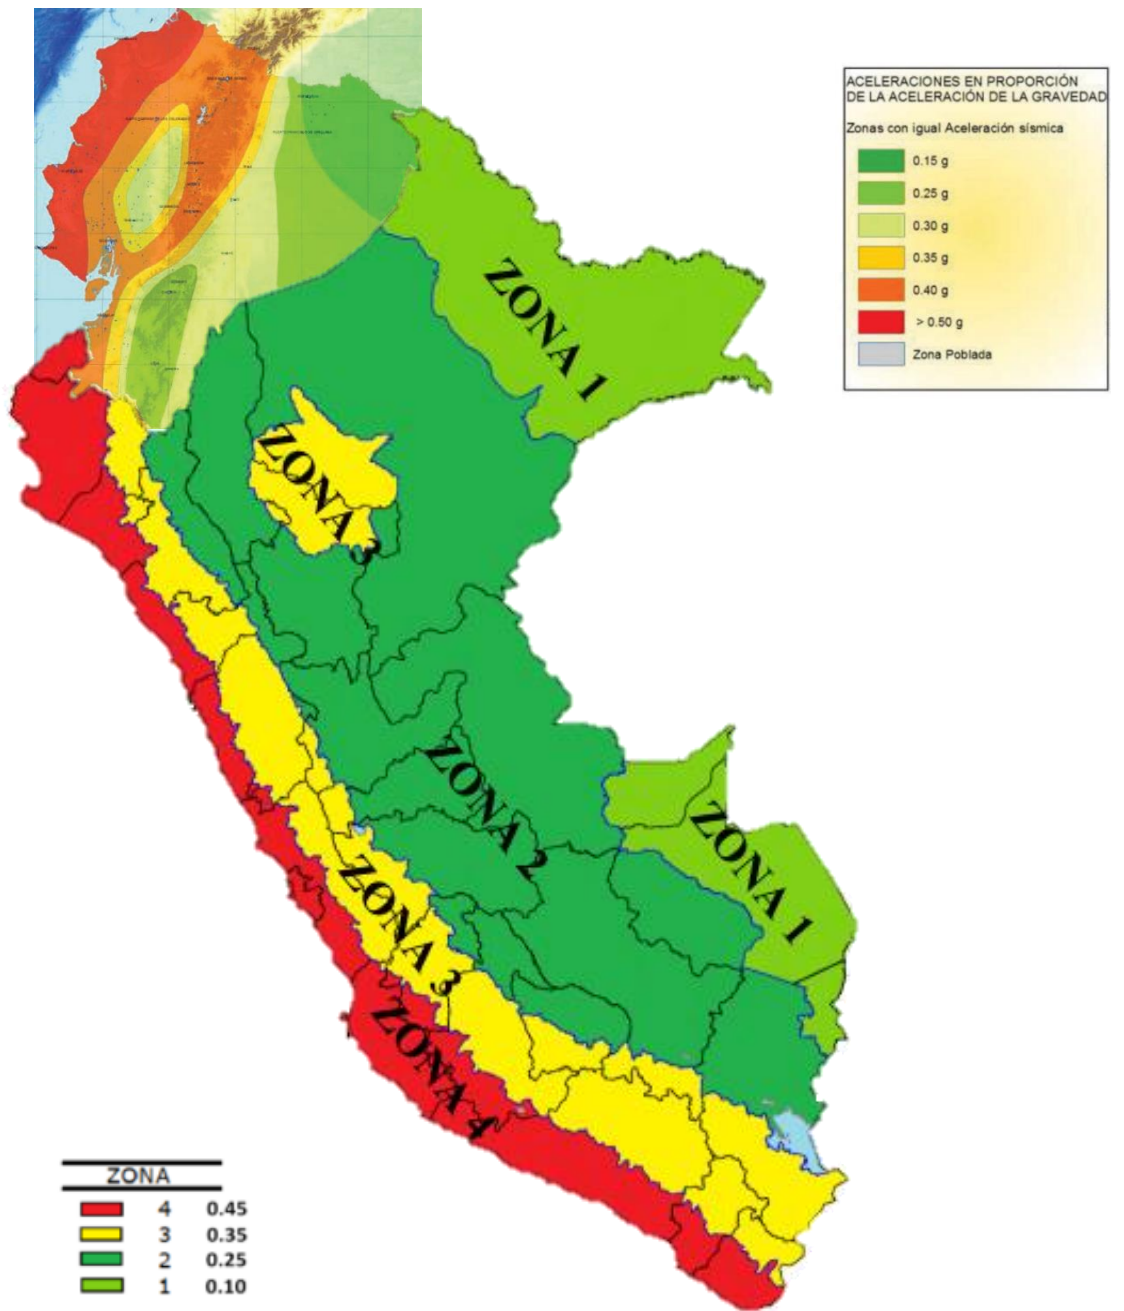 ACELERACIONES EN PROPORCIÓN
DE LA ACELERACIÓN DE LA GRAVEDAD
Zonas con igual Aceleración sísmica
0.15 g
0.25 g
0.30 g
0.35 g
0.40 g
> 0.50 g
Zona Poblada
ZONA 1
ZONA 3
ZONA 2
ZONA 1
ZONA 3
ZONA 4
ZONA
4 0.45
3 0.35
2 0.25
1 0.10